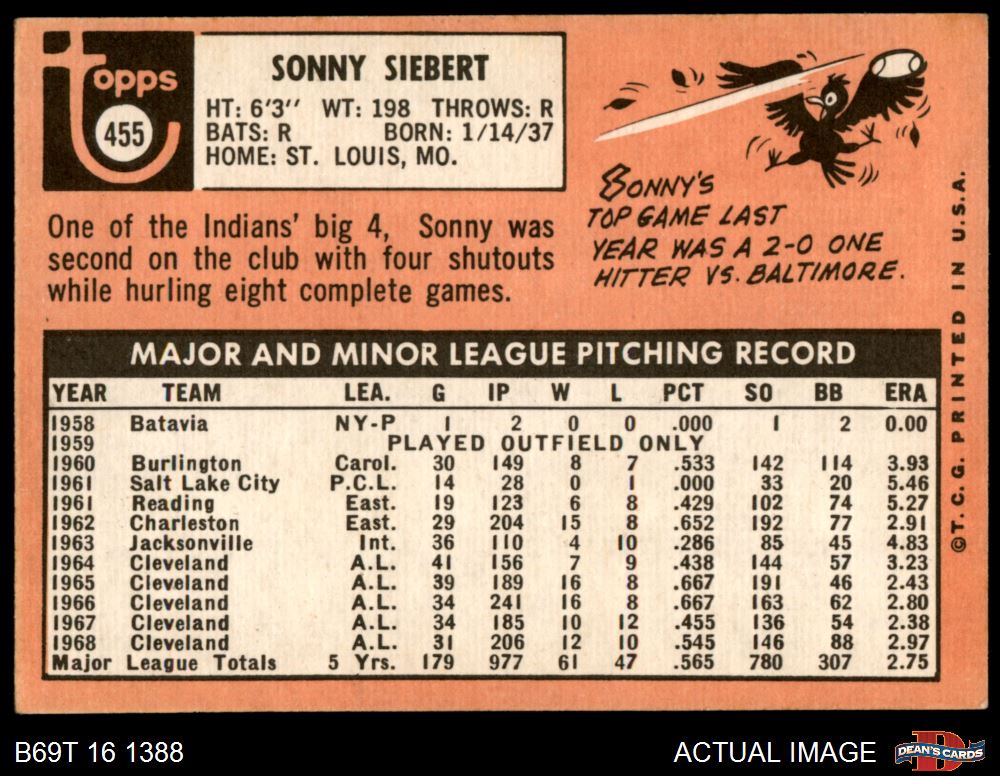 Topps
455
SONNY SIEBERT
HT: 6'3'' WT: 198 THROWS: R
BATS: R BORN: 1/14/37
HOME: ST. LOUIS, MO.
One of the Indians' big 4, Sonny was
second on the club with four shutouts
while hurling eight complete games.
SONNY'S
TOP GAME LAST
YEAR WAS A 2-0 ONE
HITTER VS. BALTIMORE.
MAJOR AND MINOR LEAGUE PITCHING RECORD
YEAR TEAM LEA. G IP W L PCT SO BB ERA
1958 Batavia NY-P 1 2 0 0 .000 1 2 0.00
1959 PLAYED OUTFIELD ONLY
1960 Burlington Carol. 30 149 8 7 .533 142 114 3.93
1961 Salt Lake City P.C.L. 14 28 0 1 .000 33 20 5.46
1961 Reading East. 19 123 6 8 .429 102 74 5.27
1962 Charleston East. 29 204 15 8 .652 192 77 2.91
1963 Jacksonville Int. 36 110 4 10 .286 85 45 4.83
1964 Cleveland A.L. 41 156 7 9 .438 144 57 3.23
1965 Cleveland A.L. 39 189 16 8 .667 191 46 2.43
1966 Cleveland A.L. 34 241 16 8 .667 163 62 2.80
1967 Cleveland A.L. 34 185 10 12 .455 136 54 2.38
1968 Cleveland A.L. 31 206 12 10 .545 146 88 2.97
Major League Totals 5 Yrs. 179 977 61 47 .565 780 307 2.75
©T. C. G. PRINTED IN U.S.A.
B69T 16 1388
ACTUAL IMAGE
D
DEAN'S CARDS